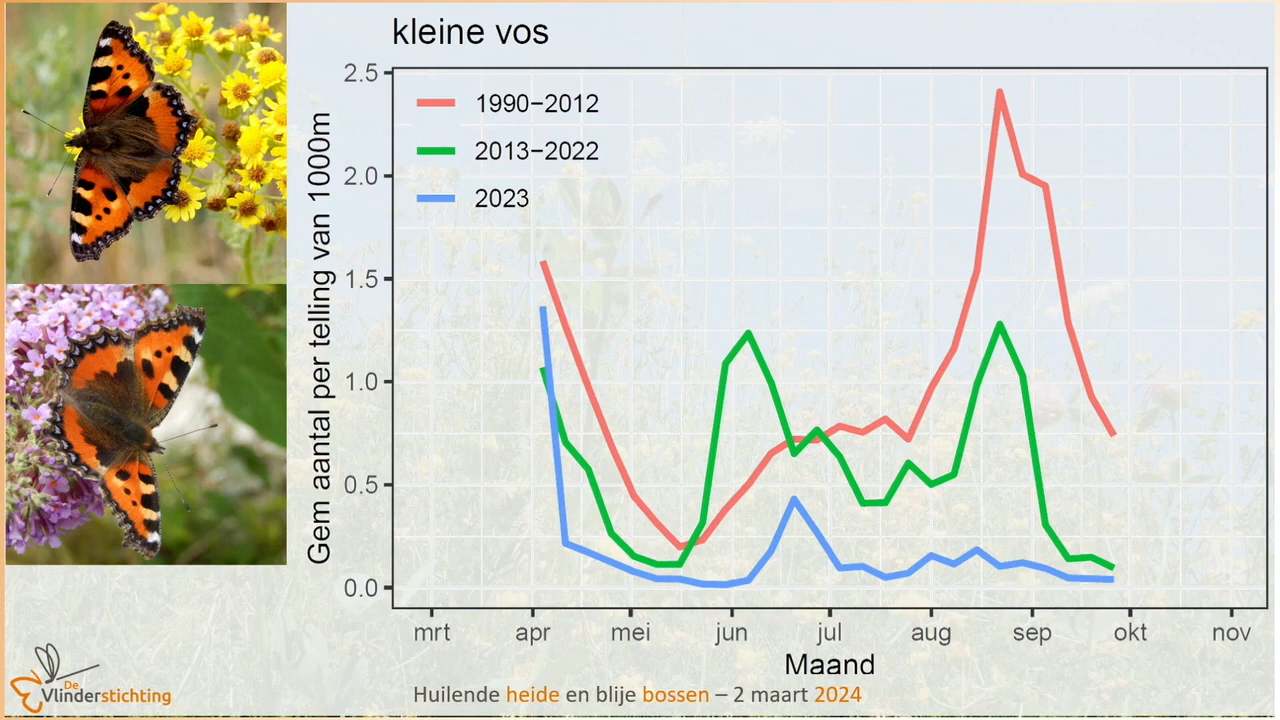 kleine vos
Gem aantal per telling van 1000m
2.5
2.0
1.5
1.0
0.5
0.0
1990−2012
2013−2022
2023
mrt apr mei jun jul aug sep okt nov
Maand
De
Vlinderstichting
Huilende heide en blije bossen – 2 maart 2024